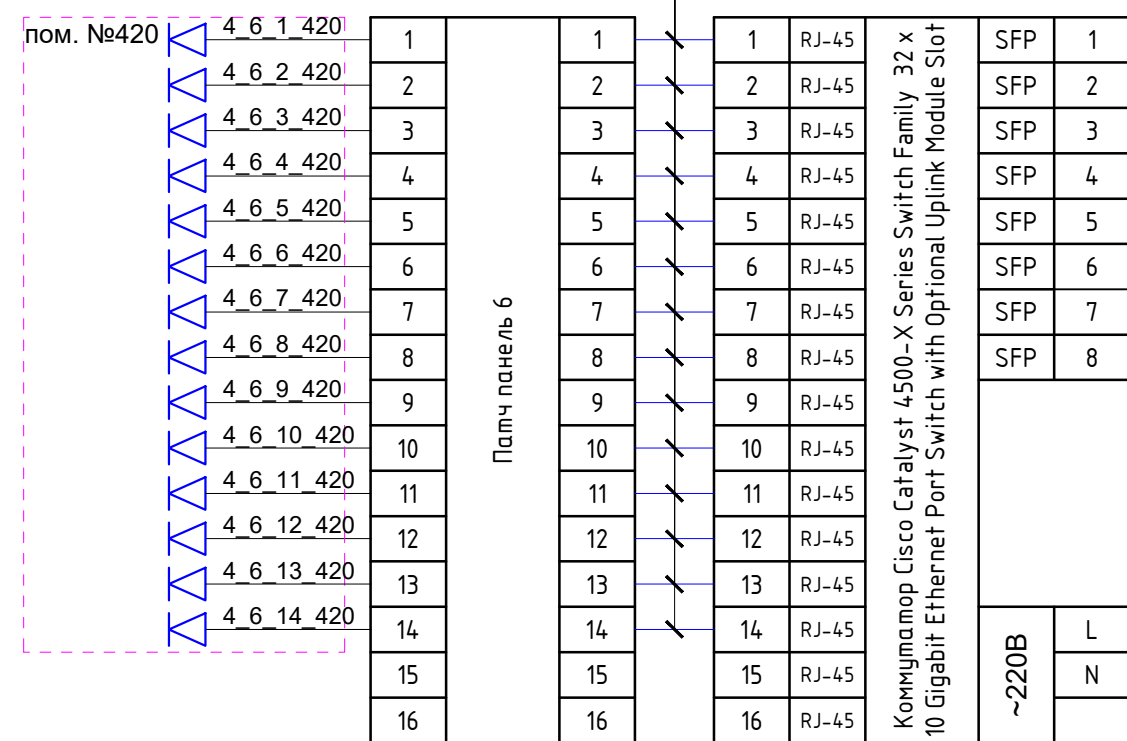 пом. №420 4_6_1_420 1 1 1 RJ-45 SFP 1
4_6_2_420 2 2 2 RJ-45 SFP 2
4_6_3_420 3 3 3 RJ-45 SFP 3
4_6_4_420 4 4 4 RJ-45 SFP 4
4_6_5_420 5 5 5 RJ-45 SFP 5
4_6_6_420 6 6 6 RJ-45 SFP 6
4_6_7_420 7 7 7 RJ-45 SFP 7
4_6_8_420 8 8 8 RJ-45 SFP 8
4_6_9_420 9 9 9 RJ-45
4_6_10_420 10 10 10 RJ-45
4_6_11_420 11 11 11 RJ-45
4_6_12_420 12 12 12 RJ-45
4_6_13_420 13 13 13 RJ-45
4_6_14_420 14 14 14 RJ-45 L
15 15 15 RJ-45 N
16 16 16 RJ-45
Патч панель 6
Коммутатор Cisco Catalyst 4500-X Series Switch Family 32 x
10 Gigabit Ethernet Port Switch with Optional Uplink Module Slot
~220В